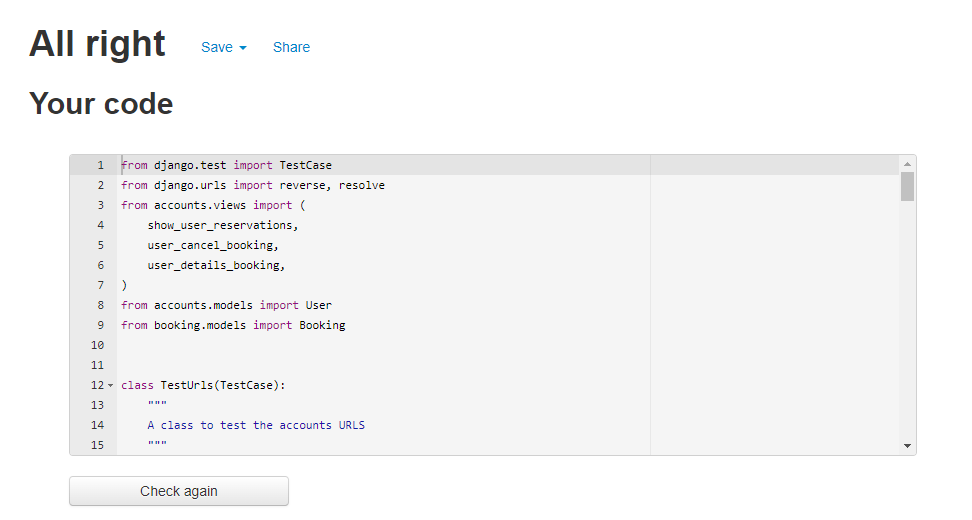 All right Save Share
Your code
1 from django.test import TestCase
2 from django.urls import reverse, resolve
3 from accounts.views import (
4     show_user_reservations,
5     user_cancel_booking,
6     user_details_booking,
7 )
8 from accounts.models import User
9 from booking.models import Booking
10
11
12 class TestUrls(TestCase):
13     """
14     A class to test the accounts URLS
15     """
Check again